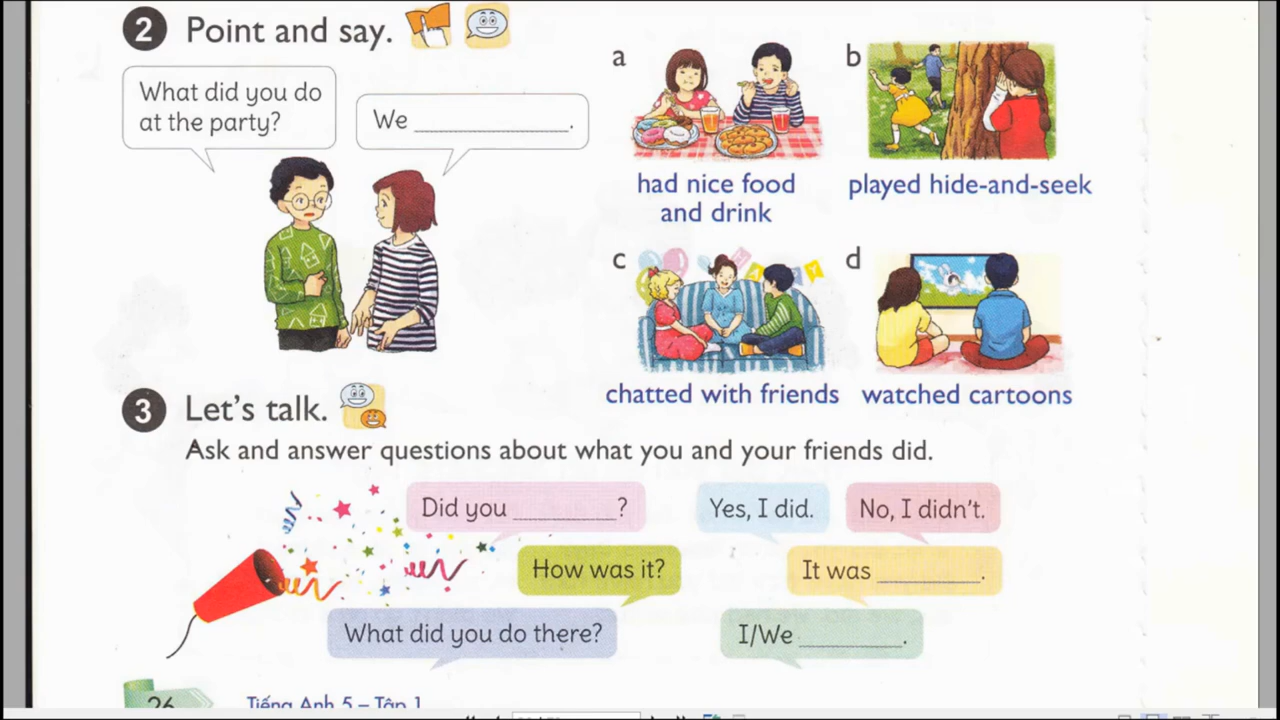 2 Point and say.
What did you do
at the party?
We ____________.
a
had nice food
and drink
b
played hide-and-seek
c
chatted with friends
d
watched cartoons
3 Let's talk.
Ask and answer questions about what you and your friends did.
Did you ________?
Yes, I did.
No, I didn't.
How was it?
It was ________.
What did you do there?
I/We ________.
26
Tiếng Anh 5 – Tập 1